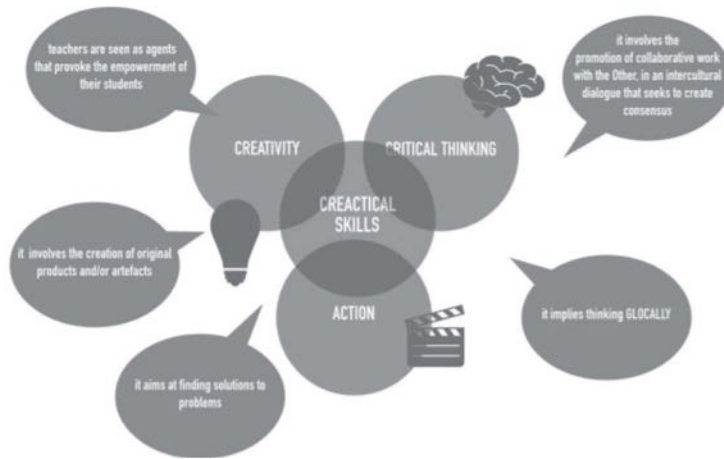 teachers are seen as agents
that provoke the empowerment of
their students
it involves the
promotion of collaborative work
with the Other, in an intercultural
dialogue that seeks to create
consensus
CREATIVITY
CRITICAL THINKING
CREACTICAL
SKILLS
it involves the creation of original
products and/or artefacts
ACTION
it implies thinking GLOCALLY
it aims at finding solutions to
problems